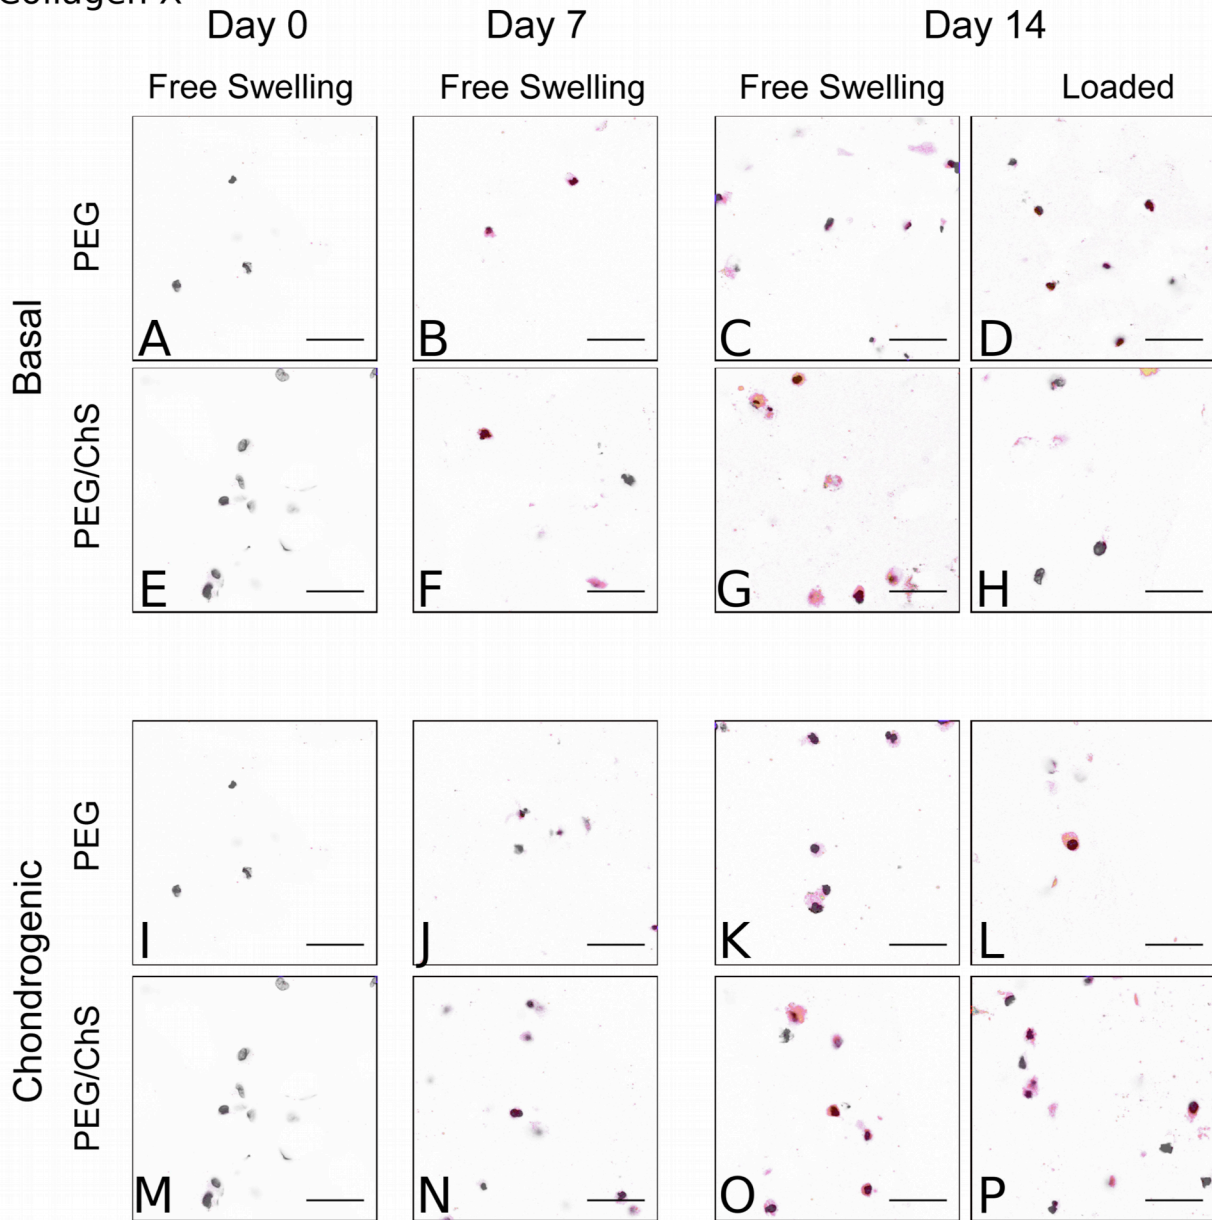 Collagen X
Day 0 Day 7 Day 14
Free Swelling Free Swelling Free Swelling Loaded
Basal
PEG
A B C D
PEG/ChS
E F G H
Chondrogenic
PEG
I J K L
PEG/ChS
M N O P